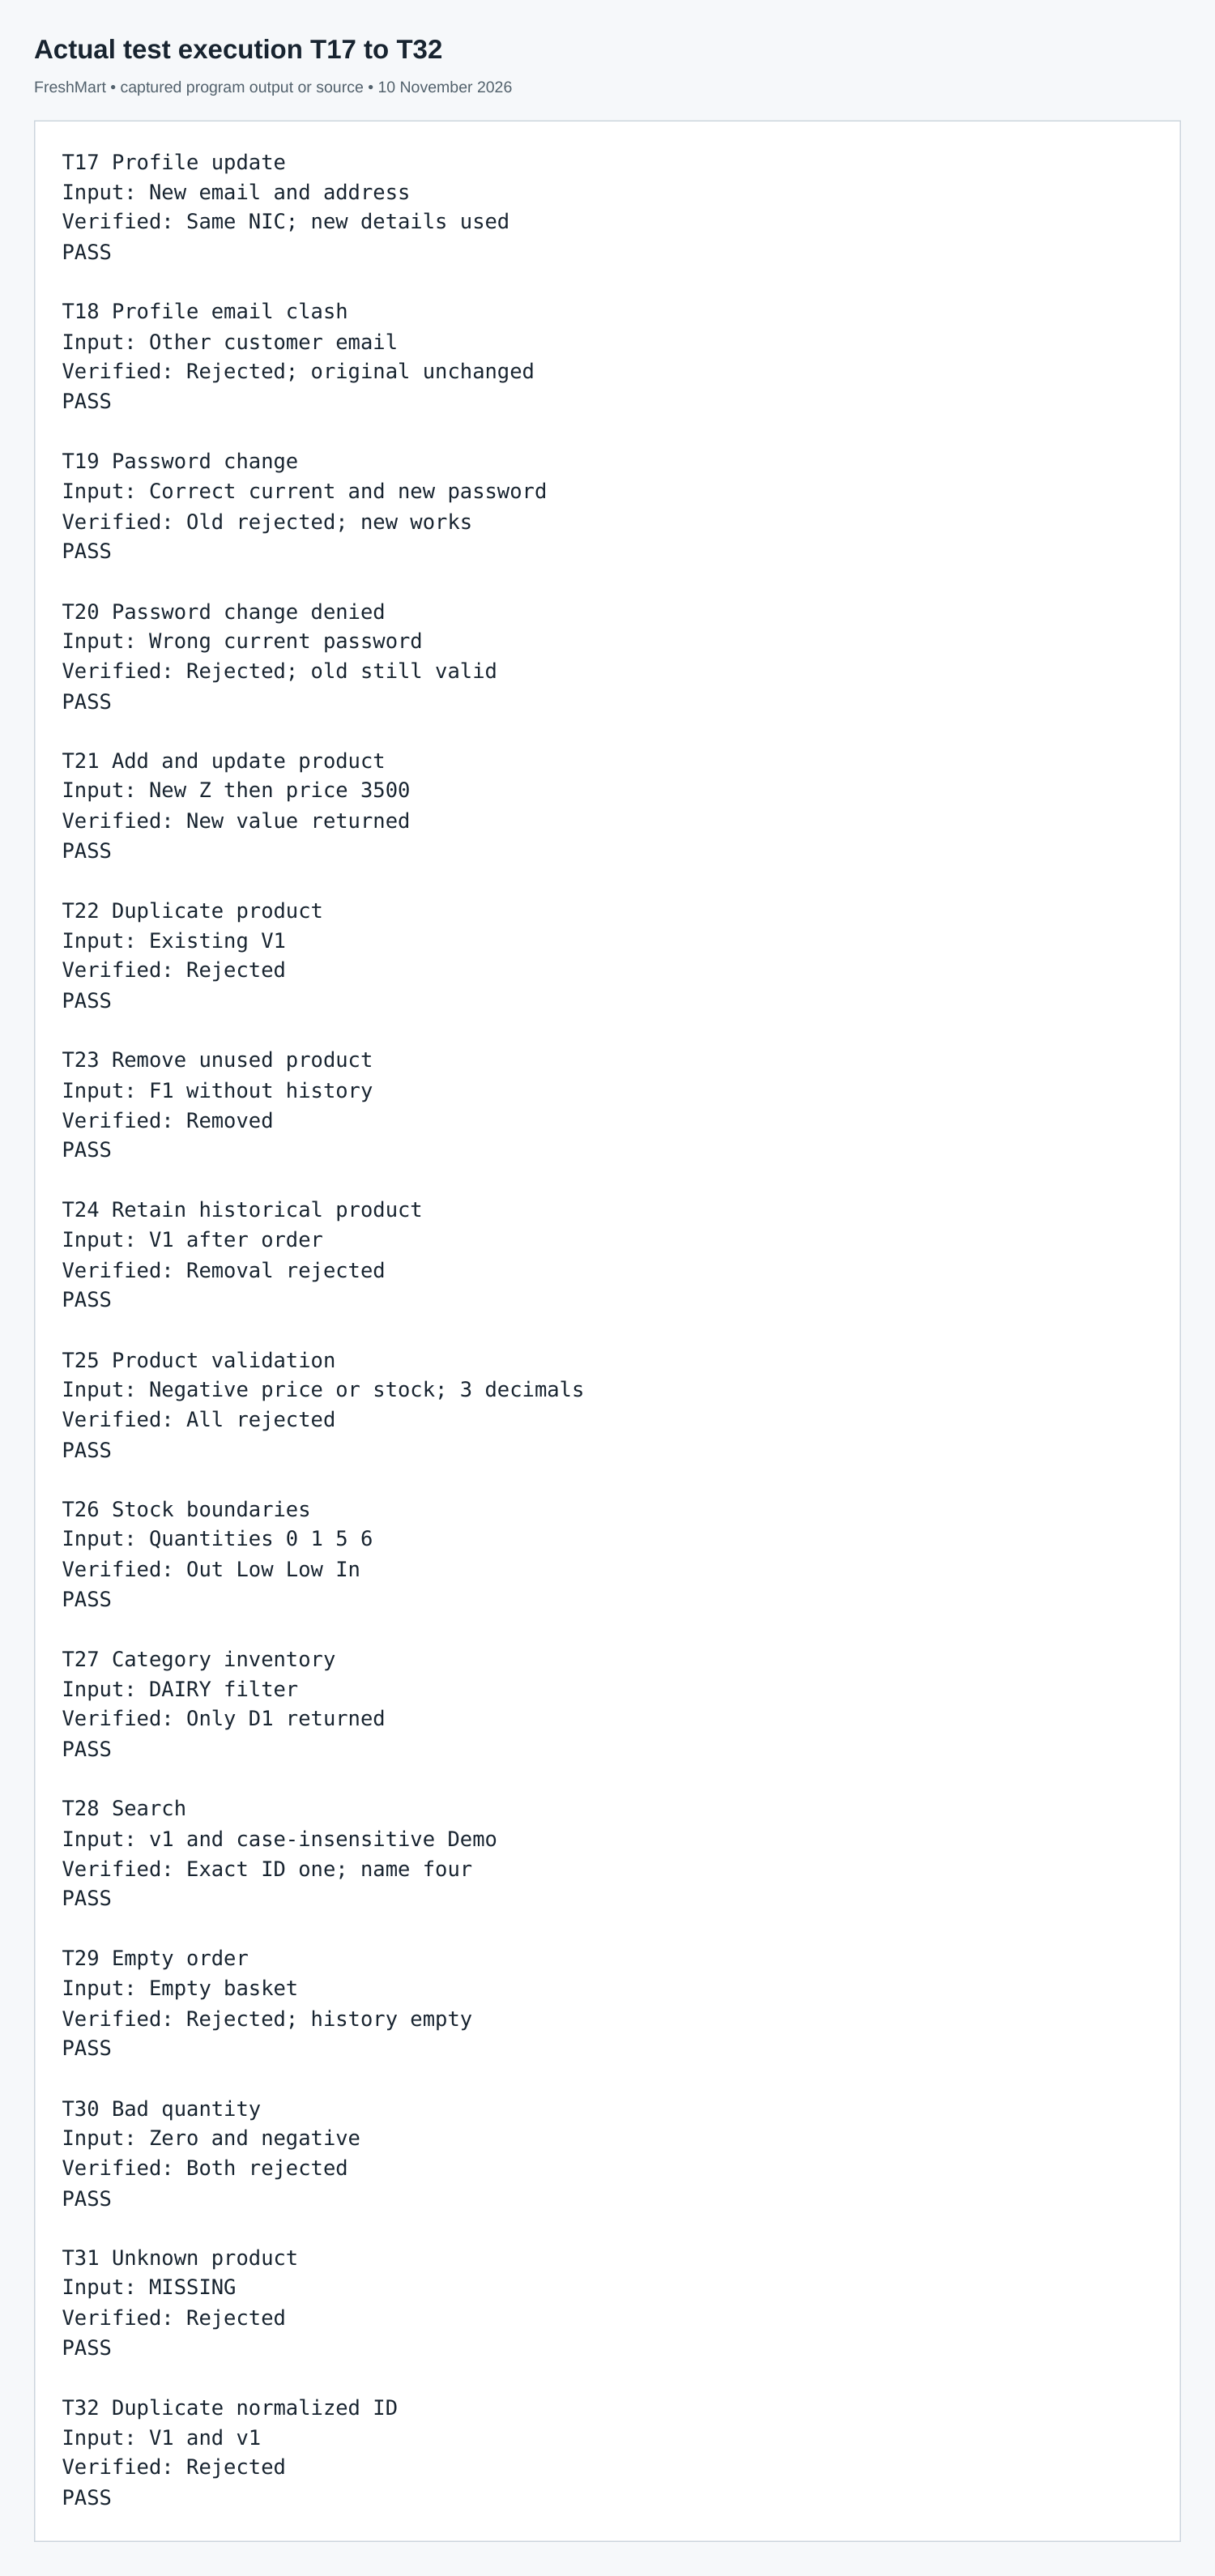 Actual test execution T17 to T32
FreshMart • captured program output or source • 10 November 2026
T17 Profile update
Input: New email and address
Verified: Same NIC; new details used
PASS
T18 Profile email clash
Input: Other customer email
Verified: Rejected; original unchanged
PASS
T19 Password change
Input: Correct current and new password
Verified: Old rejected; new works
PASS
T20 Password change denied
Input: Wrong current password
Verified: Rejected; old still valid
PASS
T21 Add and update product
Input: New Z then price 3500
Verified: New value returned
PASS
T22 Duplicate product
Input: Existing V1
Verified: Rejected
PASS
T23 Remove unused product
Input: F1 without history
Verified: Removed
PASS
T24 Retain historical product
Input: V1 after order
Verified: Removal rejected
PASS
T25 Product validation
Input: Negative price or stock; 3 decimals
Verified: All rejected
PASS
T26 Stock boundaries
Input: Quantities 0 1 5 6
Verified: Out Low Low In
PASS
T27 Category inventory
Input: DAIRY filter
Verified: Only D1 returned
PASS
T28 Search
Input: v1 and case-insensitive Demo
Verified: Exact ID one; name four
PASS
T29 Empty order
Input: Empty basket
Verified: Rejected; history empty
PASS
T30 Bad quantity
Input: Zero and negative
Verified: Both rejected
PASS
T31 Unknown product
Input: MISSING
Verified: Rejected
PASS
T32 Duplicate normalized ID
Input: V1 and v1
Verified: Rejected
PASS